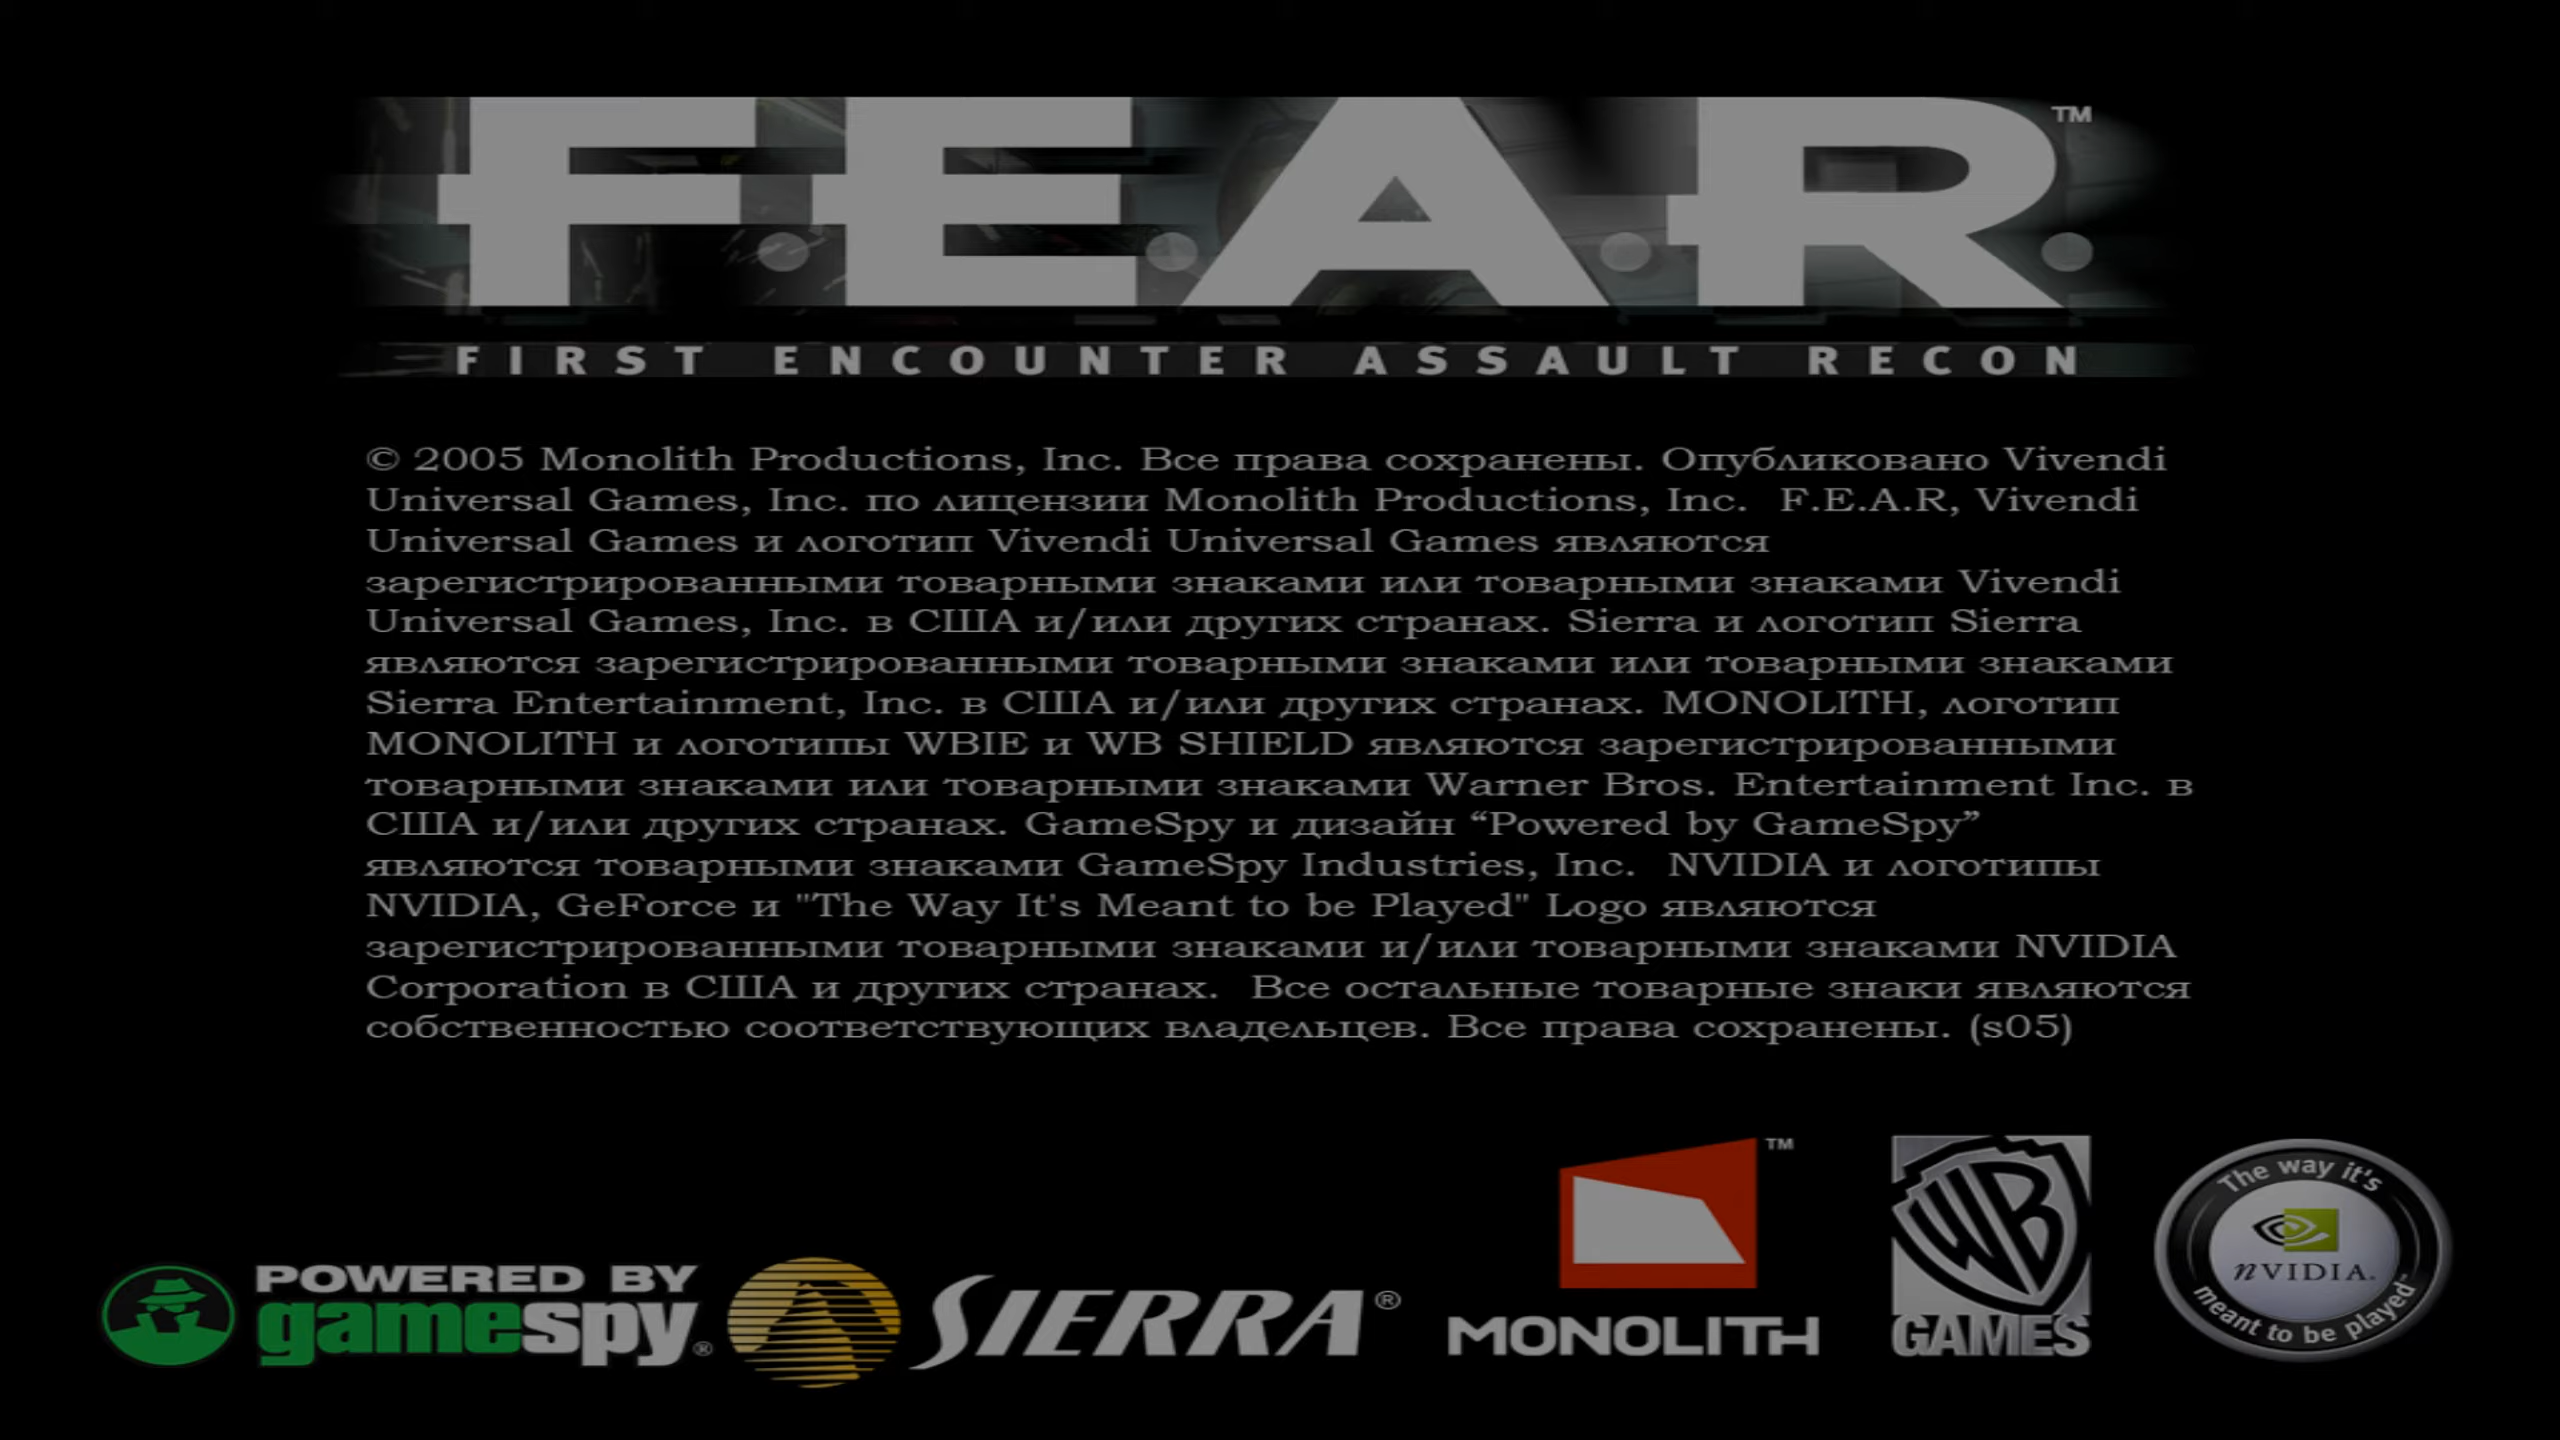 F.E.A.R.™
FIRST ENCOUNTER ASSAULT RECON
© 2005 Monolith Productions, Inc. Все права сохранены. Опубликовано Vivendi
Universal Games, Inc. по лицензии Monolith Productions, Inc.  F.E.A.R, Vivendi
Universal Games и логотип Vivendi Universal Games являются
зарегистрированными товарными знаками или товарными знаками Vivendi
Universal Games, Inc. в США и/или других странах. Sierra и логотип Sierra
являются зарегистрированными товарными знаками или товарными знаками
Sierra Entertainment, Inc. в США и/или других странах. MONOLITH, логотип
MONOLITH и логотипы WBIE и WB SHIELD являются зарегистрированными
товарными знаками или товарными знаками Warner Bros. Entertainment Inc. в
США и/или других странах. GameSpy и дизайн “Powered by GameSpy”
являются товарными знаками GameSpy Industries, Inc.  NVIDIA и логотипы
NVIDIA, GeForce и "The Way It's Meant to be Played" Logo являются
зарегистрированными товарными знаками и/или товарными знаками NVIDIA
Corporation в США и других странах.  Все остальные товарные знаки являются
собственностью соответствующих владельцев. Все права сохранены. (s05)
POWERED BY
gamespy®
SIERRA®
MONOLITH™
WB
GAMES
The way it's
nVIDIA.
meant to be played™